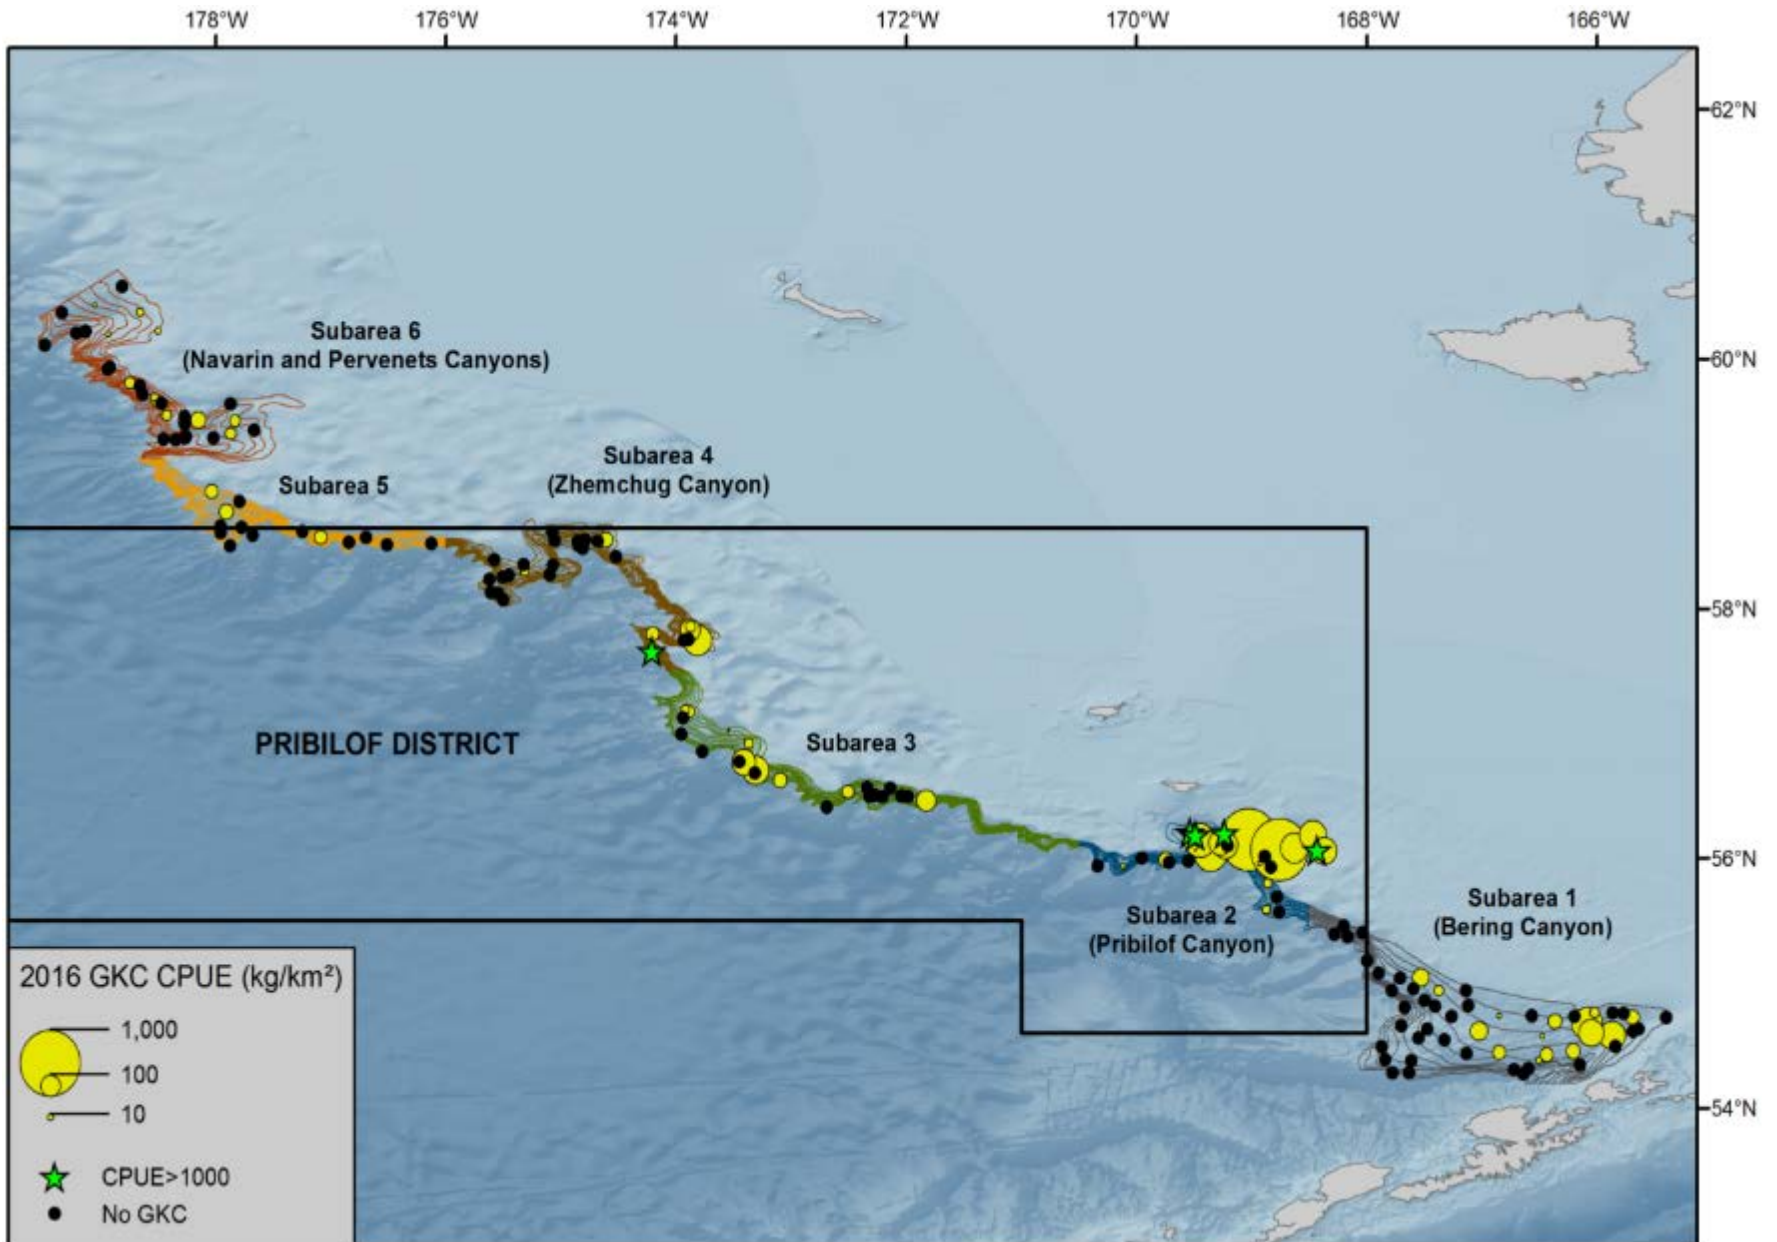 178°W 176°W 174°W 172°W 170°W 168°W 166°W
62°N
Subarea 6
(Navarin and Pervenets Canyons)
60°N
Subarea 4
(Zhemchug Canyon)
Subarea 5
58°N
PRIBILOF DISTRICT
Subarea 3
56°N
Subarea 1
(Bering Canyon)
Subarea 2
(Pribilof Canyon)
54°N
2016 GKC CPUE (kg/km²)
1,000
100
10
CPUE>1000
No GKC